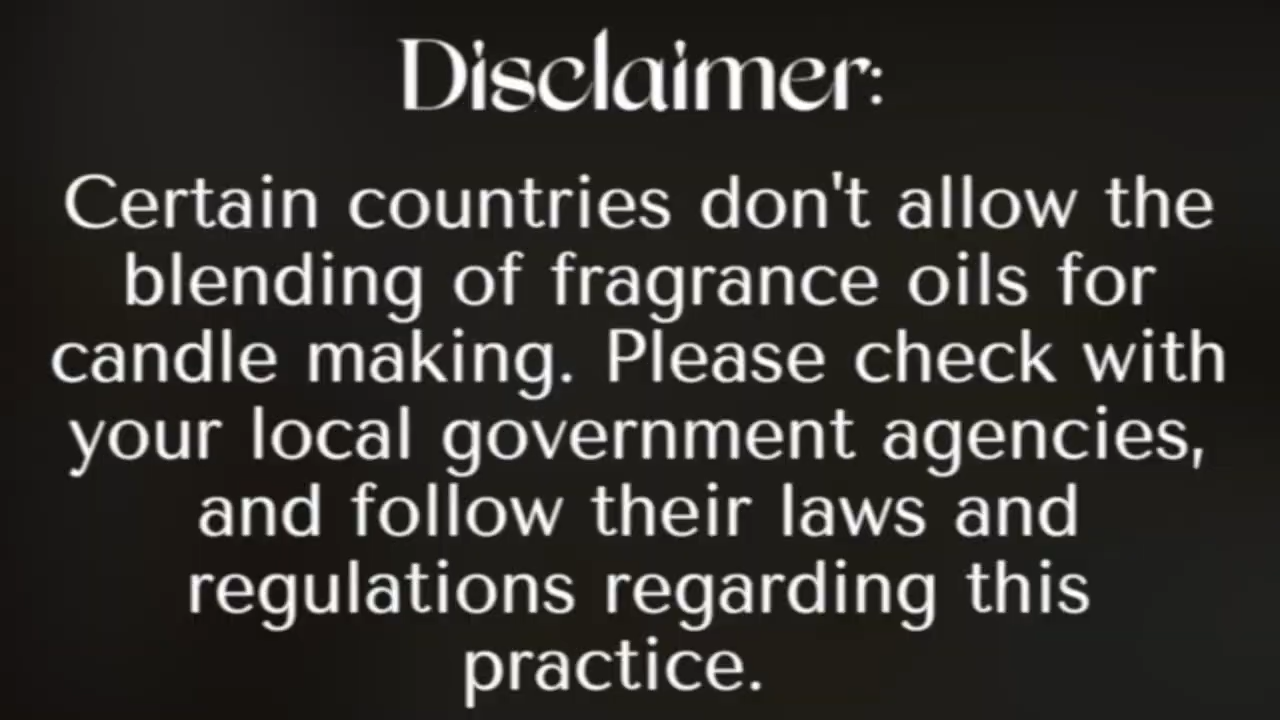 Disclaimer:
Certain countries don't allow the
blending of fragrance oils for
candle making. Please check with
your local government agencies,
and follow their laws and
regulations regarding this
practice.